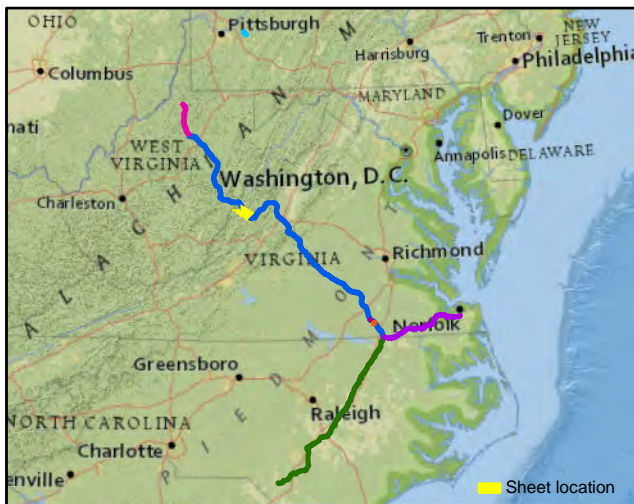 OHIO
Pittsburgh
NEW
JERSEY
Trenton
Harrisburg
Philadelphia
Columbus
MARYLAND
Dover
nati
WEST
VIRGINIA
Annapolis
DELAWARE
Washington, D.C.
Charleston
Richmond
VIRGINIA
Norfolk
A L A C H I A N M
P I E D M O N T
Greensboro
Raleigh
NORTH CAROLINA
Charlotte
enville
Sheet location